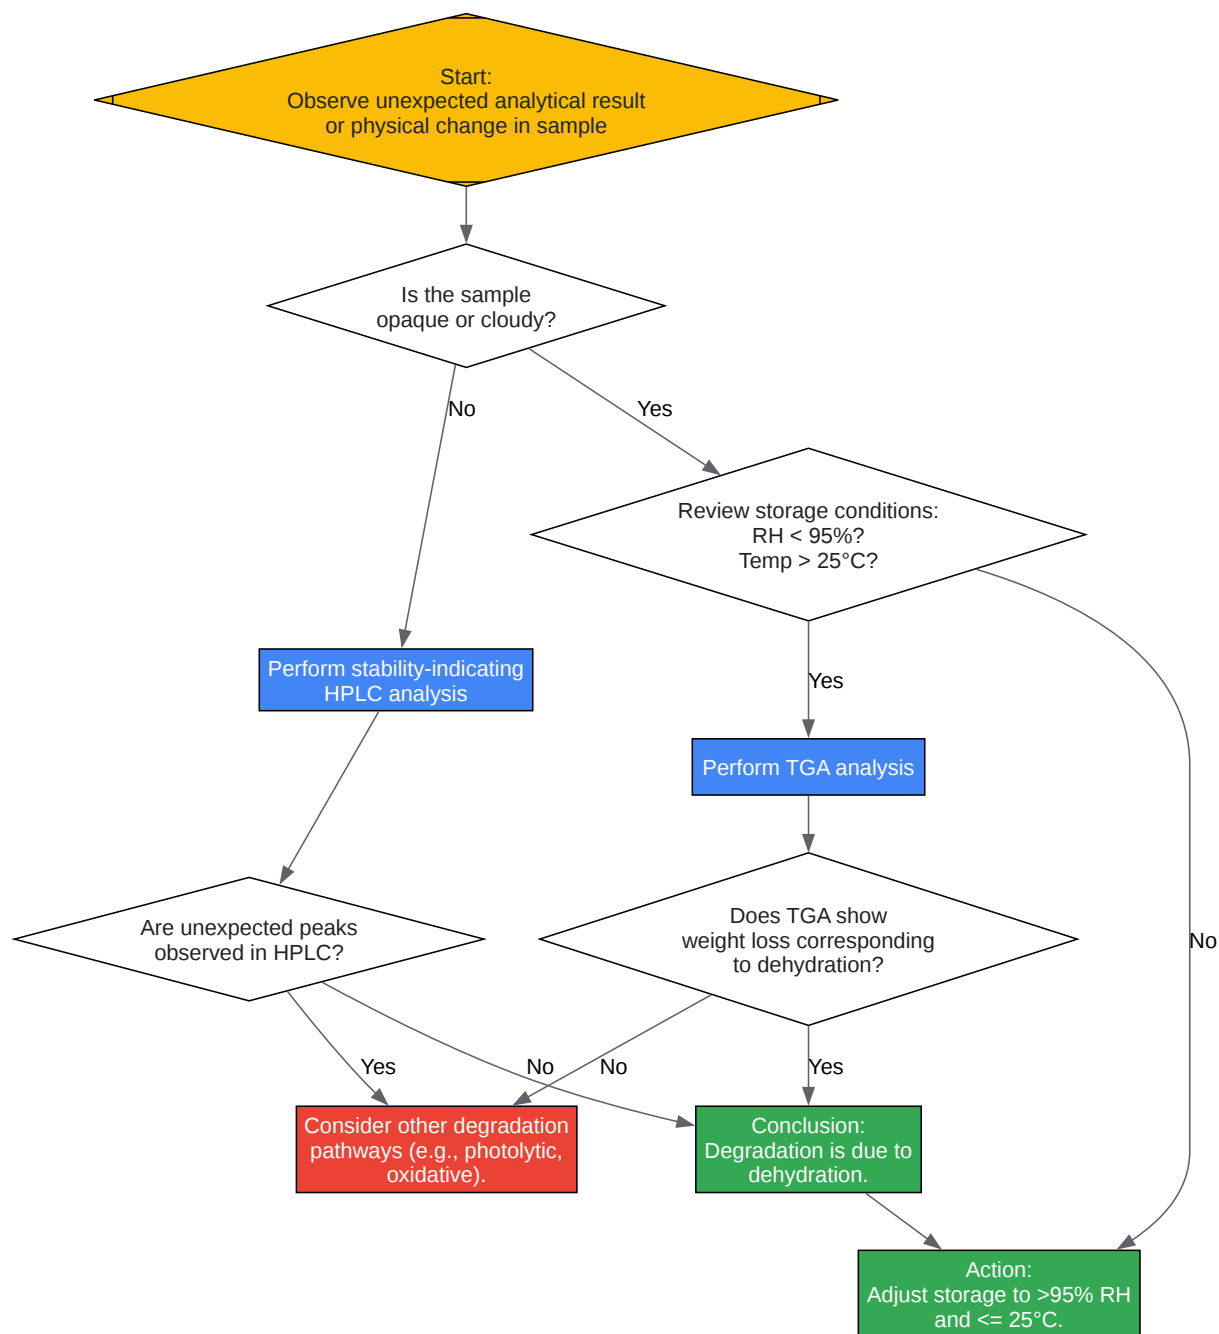 Start:
Observe unexpected analytical result
or physical change in sample
Is the sample
opaque or cloudy?
No
Yes
Review storage conditions:
RH < 95%?
Temp > 25°C?
Perform stability-indicating
HPLC analysis
Yes
Perform TGA analysis
Are unexpected peaks
observed in HPLC?
Does TGA show
weight loss corresponding
to dehydration?
No
Yes
No
No
Yes
Consider other degradation
pathways (e.g., photolytic,
oxidative).
Conclusion:
Degradation is due to
dehydration.
Action:
Adjust storage to >95% RH
and <= 25°C.